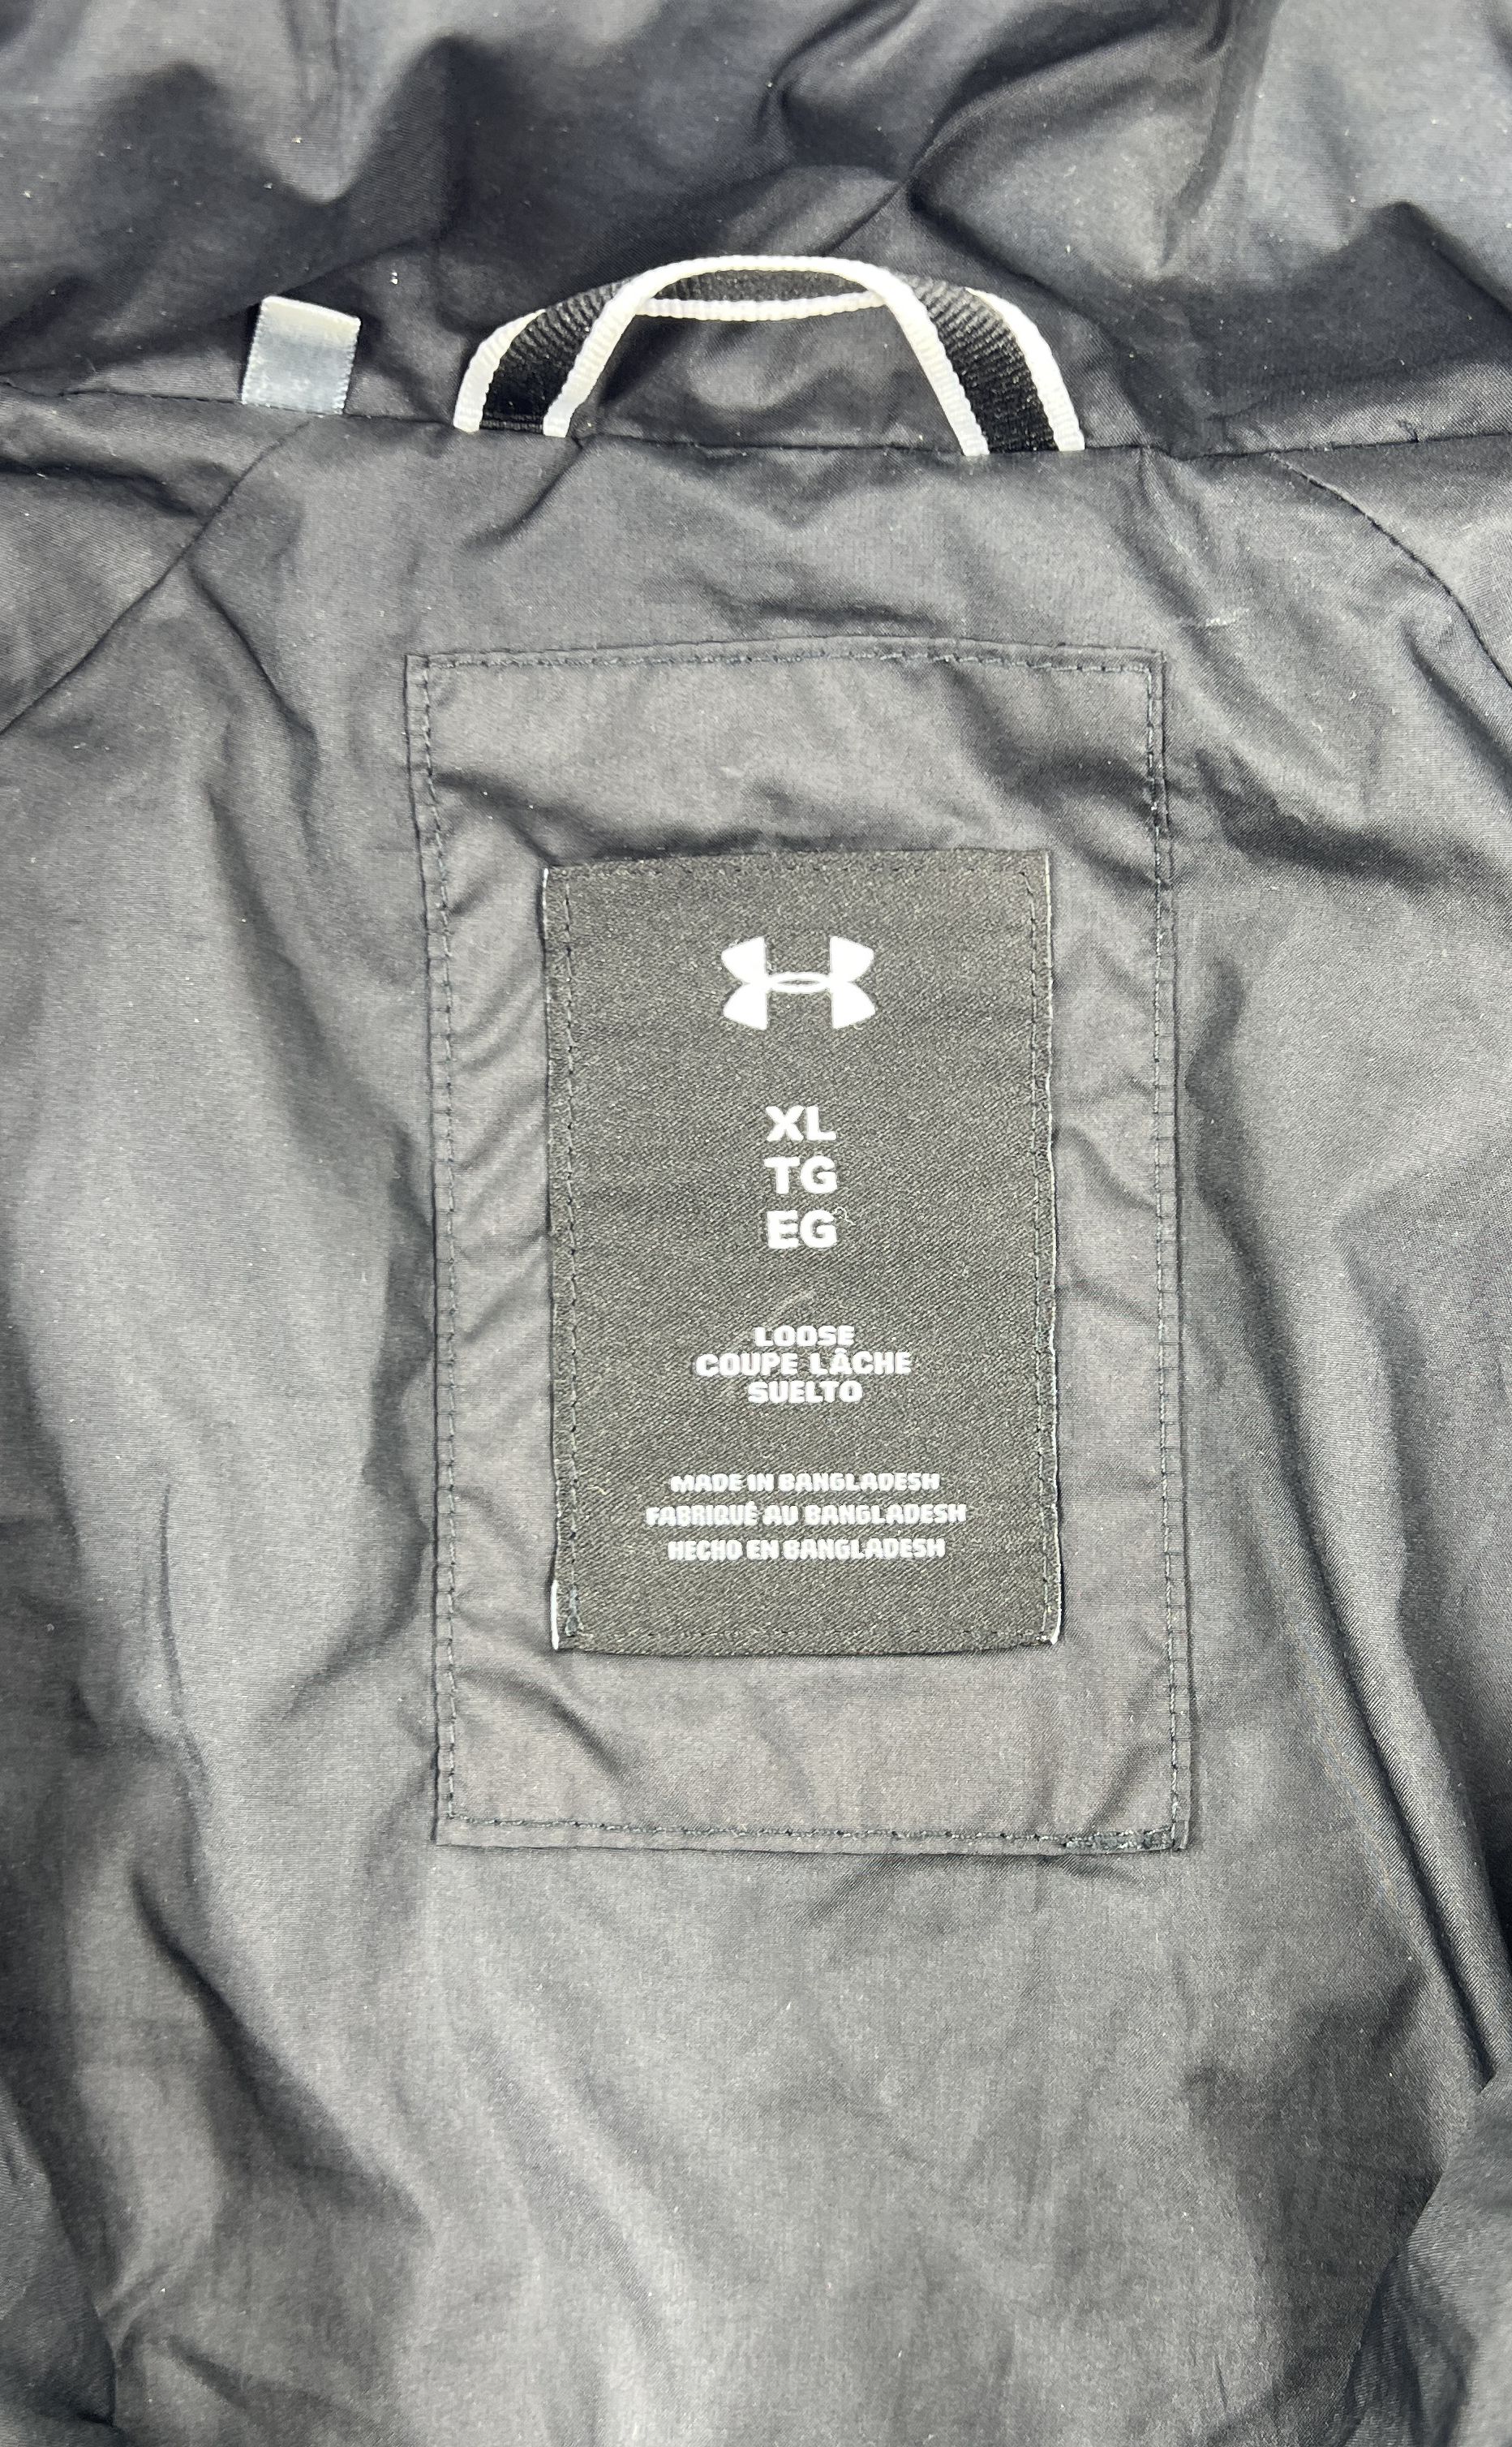 XL
TG
EG
LOOSE
COUPE LÂCHE
SUELTO
MADE IN BANGLADESH
FABRIQUÉ AU BANGLADESH
HECHO EN BANGLADESH